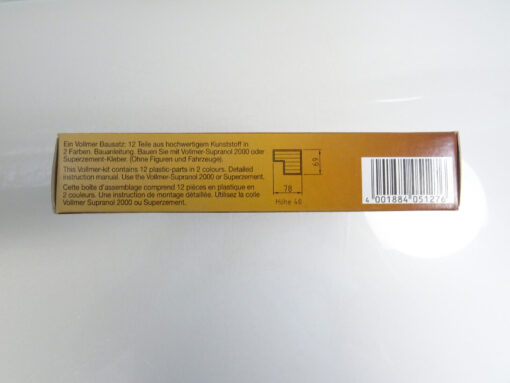 Ein Vollmer Bausatz: 12 Teile aus hochwertigem Kunststoff in
2 Farben. Bauanleitung. Bauen Sie mit Vollmer-Supranol 2000 oder
Superzement-Kleber. (Ohne Figuren und Fahrzeuge).
This Vollmer-kit contains 12 plastic-parts in 2 colours. Detailed
instruction manual. Use the Vollmer-Supranol 2000 or Superzement.
Cette boîte d'assemblage comprend 12 pièces en plastique en
2 couleurs. Une instruction de montage détaillée. Utilisez la colle
Vollmer Supranol 2000 ou Superzement.
69
78
Höhe 46
4 001884 051276